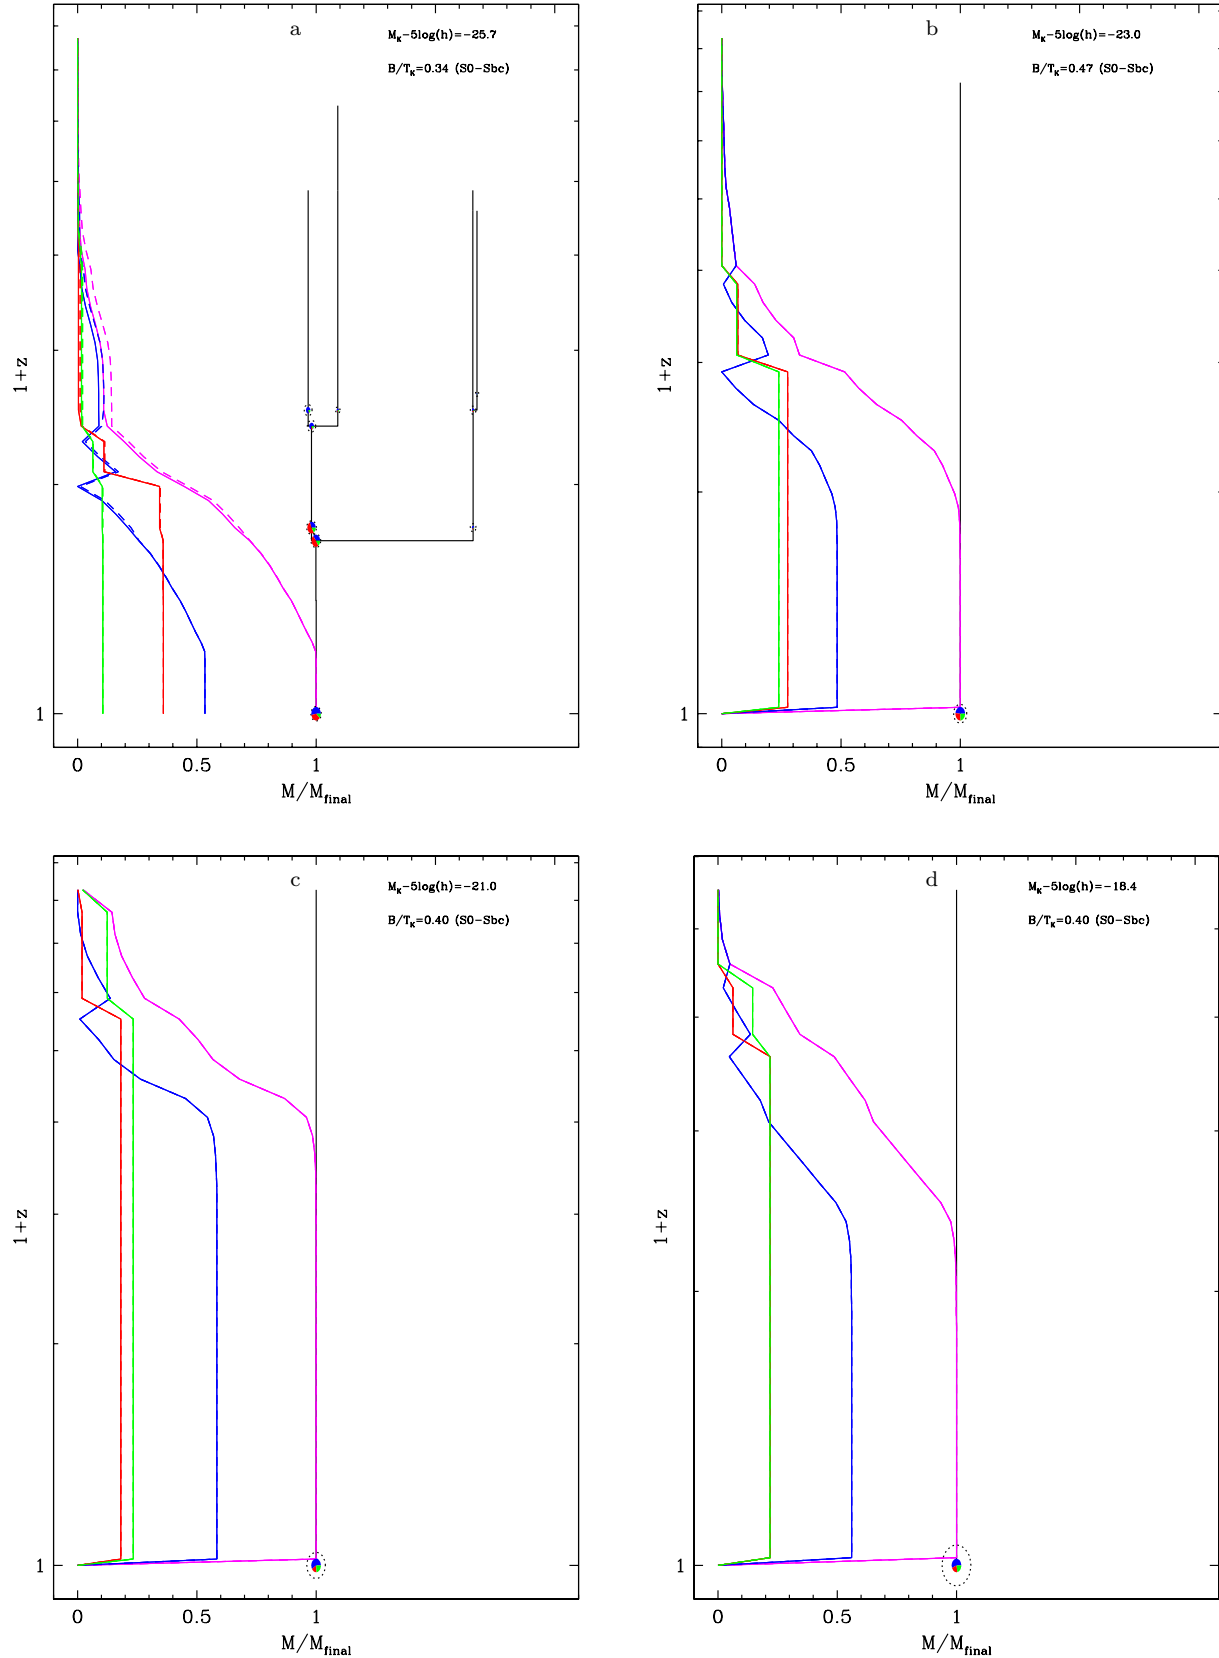 a
M_K−5log(h)=−25.7
B/T_K=0.34 (S0−Sbc)
1+z
1
0 0.5 1
M/M_final
b
M_K−5log(h)=−23.0
B/T_K=0.47 (S0−Sbc)
1+z
1
0 0.5 1
M/M_final
c
M_K−5log(h)=−21.0
B/T_K=0.40 (S0−Sbc)
1+z
1
0 0.5 1
M/M_final
d
M_K−5log(h)=−18.4
B/T_K=0.40 (S0−Sbc)
1+z
1
0 0.5 1
M/M_final